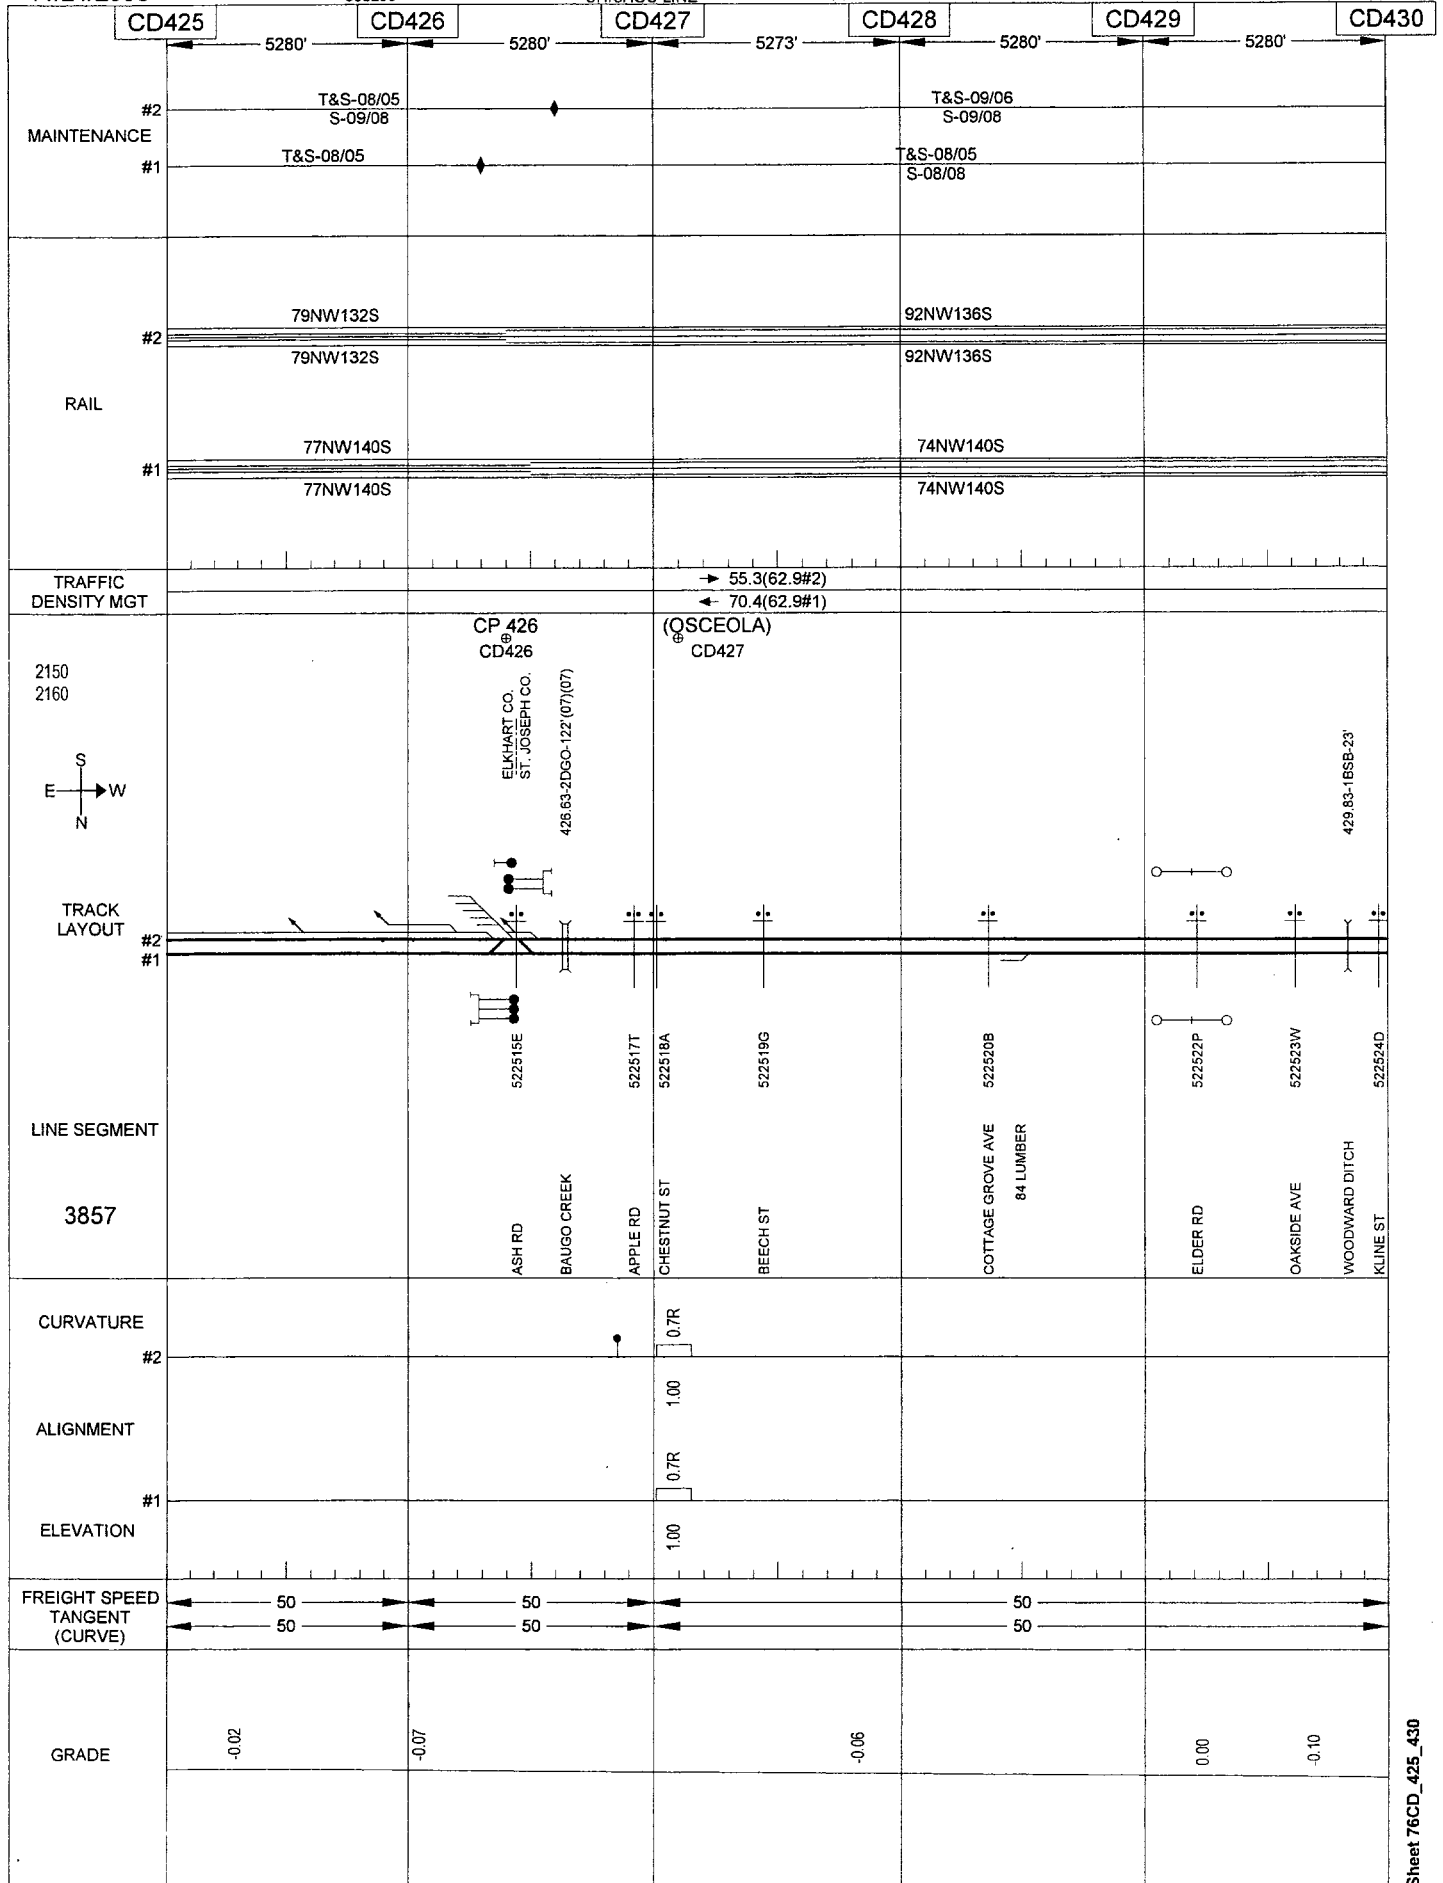 CD425 CD426 CD427 CD428 CD429 CD430
5280' 5280' 5273' 5280' 5280'
MAINTENANCE
#2 T&S-08/05 T&S-09/06
S-09/08 S-09/08
#1 T&S-08/05 T&S-08/05
S-08/08
RAIL
79NW132S 92NW136S
#2
79NW132S 92NW136S
77NW140S 74NW140S
#1
77NW140S 74NW140S
TRAFFIC
DENSITY MGT
55.3(62.9#2)
70.4(62.9#1)
CP 426 (OSCEOLA)
CD426 CD427
2150
2160
S
E W
N
ELKHART CO.
ST. JOSEPH CO.
426.63-2DGO-122'(07)(07)
429.83-1BSB-23'
TRACK
LAYOUT
#2
#1
522515E
522517T
522518A
522519G
522520B
522522P
522523W
522524D
LINE SEGMENT
3857
ASH RD
BAUGO CREEK
APPLE RD
CHESTNUT ST
BEECH ST
COTTAGE GROVE AVE
84 LUMBER
ELDER RD
OAKSIDE AVE
WOODWARD DITCH
KLINE ST
CURVATURE
#2
0.7R
1.00
ALIGNMENT
#1
0.7R
1.00
ELEVATION
FREIGHT SPEED
TANGENT
(CURVE)
50 50 50
50 50 50
GRADE
-0.02
-0.07
-0.06
0.00
-0.10
Sheet 76CD_425_430